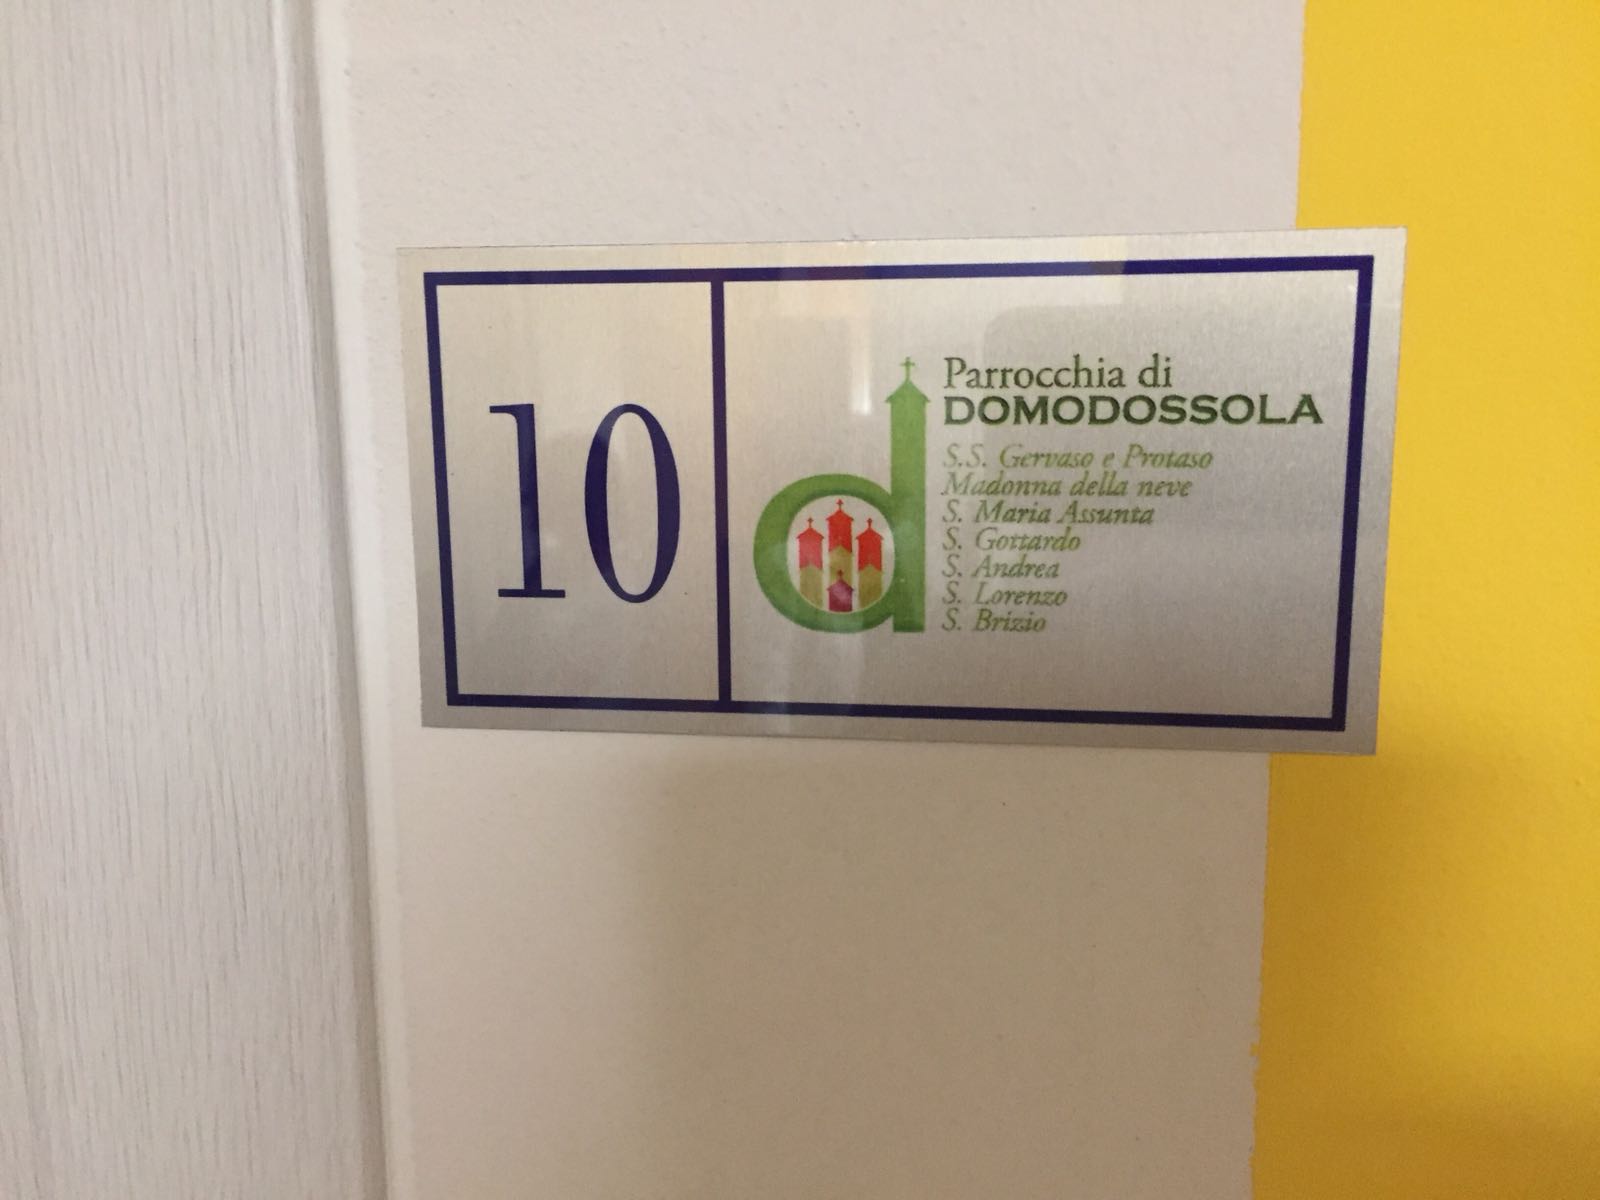 10
Parrocchia di
DOMODOSSOLA
S.S. Gervaso e Protaso
Madonna della neve
S. Maria Assunta
S. Gottardo
S. Andrea
S. Lorenzo
S. Brizio